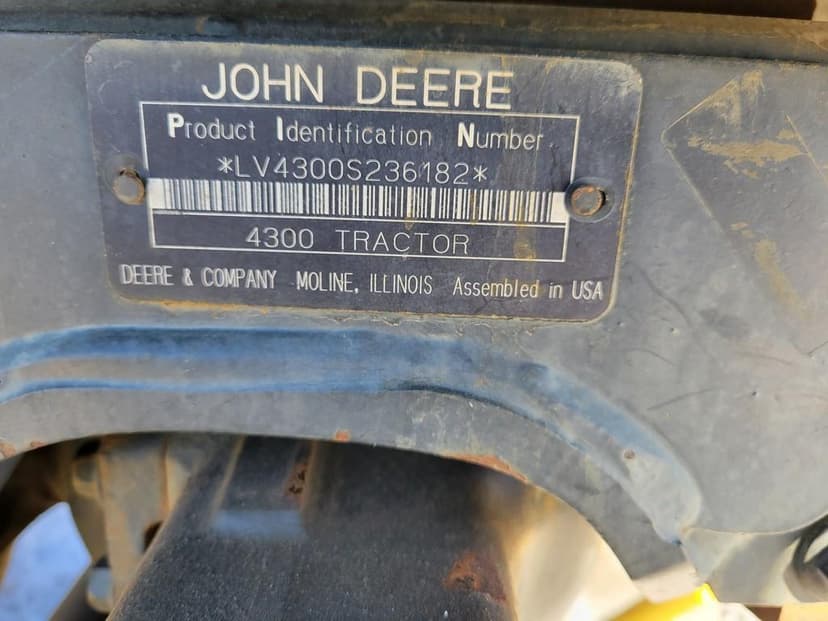 JOHN DEERE
Product Identification Number
*LV4300S236182*
4300 TRACTOR
DEERE & COMPANY MOLINE, ILLINOIS Assembled in USA